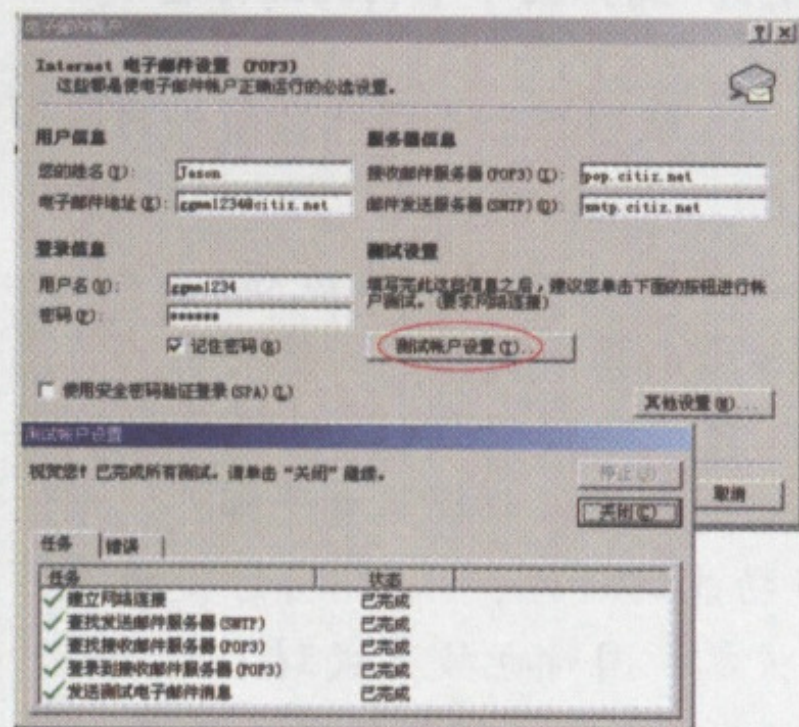 电子邮件帐户
Internet 电子邮件设置 (POP3)
这些都是使电子邮件帐户正确运行的必选设置。
用户信息
您的姓名(Y): Jason
电子邮件地址(E): ggmm1234@citiz.net
服务器信息
接收邮件服务器(POP3)(I): pop.citiz.net
邮件发送服务器(SMTP)(O): smtp.citiz.net
登录信息
用户名(U): ggmm1234
密码(P): ******
记住密码(R)
使用安全密码验证登录(SPA)(L)
测试设置
填写完此这些信息之后，建议您单击下面的按钮进行帐
户测试。(要求网络连接)
测试帐户设置(T)...
其他设置(M)...
取消
测试帐户设置
祝贺您! 已完成所有测试。请单击“关闭”继续。
停止(S)
关闭(C)
任务 错误
任务 状态
建立网络连接 已完成
查找发送邮件服务器(SMTP) 已完成
查找接收邮件服务器(POP3) 已完成
登录到接收邮件服务器(POP3) 已完成
发送测试电子邮件消息 已完成